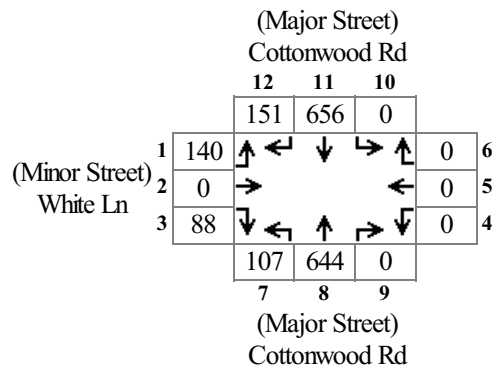 (Major Street)
Cottonwood Rd
12 11 10
151 656 0
1 140 0 6
(Minor Street) 2 0 0 5
White Ln
3 88 0 4
107 644 0
7 8 9
(Major Street)
Cottonwood Rd